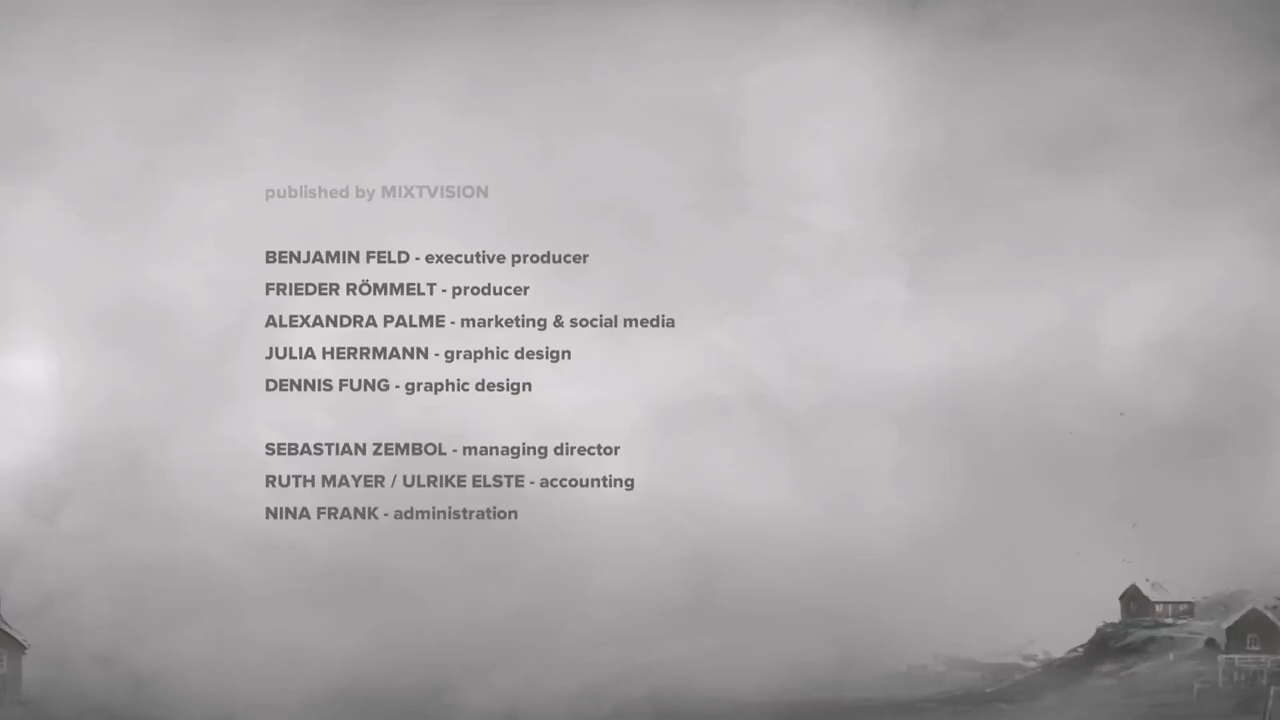 published by MIXTVISION
BENJAMIN FELD - executive producer
FRIEDER RÖMMELT - producer
ALEXANDRA PALME - marketing & social media
JULIA HERRMANN - graphic design
DENNIS FUNG - graphic design
SEBASTIAN ZEMBOL - managing director
RUTH MAYER / ULRIKE ELSTE - accounting
NINA FRANK - administration